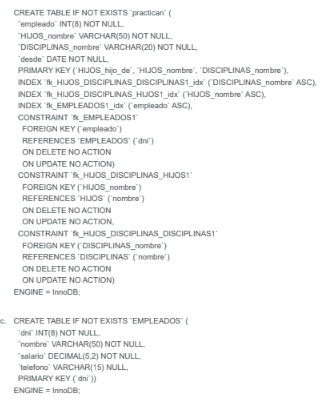 CREATE TABLE IF NOT EXISTS `practican` (
`empleado` INT(8) NOT NULL,
`HIJOS_nombre` VARCHAR(50) NOT NULL,
`DISCIPLINAS_nombre` VARCHAR(20) NOT NULL,
`desde` DATE NOT NULL,
PRIMARY KEY (`HIJOS_hijo_de`, `HIJOS_nombre`, `DISCIPLINAS_nombre`),
INDEX `fk_HIJOS_DISCIPLINAS_DISCIPLINAS1_idx` (`DISCIPLINAS_nombre` ASC),
INDEX `fk_HIJOS_DISCIPLINAS_HIJOS1_idx` (`HIJOS_nombre` ASC),
INDEX `fk_EMPLEADOS1_idx` (`empleado` ASC),
CONSTRAINT `fk_EMPLEADOS1`
FOREIGN KEY (`empleado`)
REFERENCES `EMPLEADOS` (`dni`)
ON DELETE NO ACTION
ON UPDATE NO ACTION)
CONSTRAINT `fk_HIJOS_DISCIPLINAS_HIJOS1`
FOREIGN KEY (`HIJOS_nombre`)
REFERENCES `HIJOS` (`nombre`)
ON DELETE NO ACTION
ON UPDATE NO ACTION,
CONSTRAINT `fk_HIJOS_DISCIPLINAS_DISCIPLINAS1`
FOREIGN KEY (`DISCIPLINAS_nombre`)
REFERENCES `DISCIPLINAS` (`nombre`)
ON DELETE NO ACTION
ON UPDATE NO ACTION)
ENGINE = InnoDB;
c. CREATE TABLE IF NOT EXISTS `EMPLEADOS` (
`dni` INT(8) NOT NULL,
`nombre` VARCHAR(50) NOT NULL,
`salario` DECIMAL(5,2) NOT NULL,
`telefono` VARCHAR(15) NULL,
PRIMARY KEY (`dni`))
ENGINE = InnoDB;